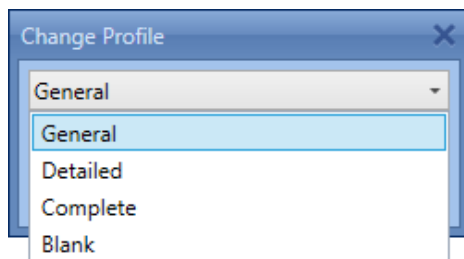 Change Profile
General
General
Detailed
Complete
Blank